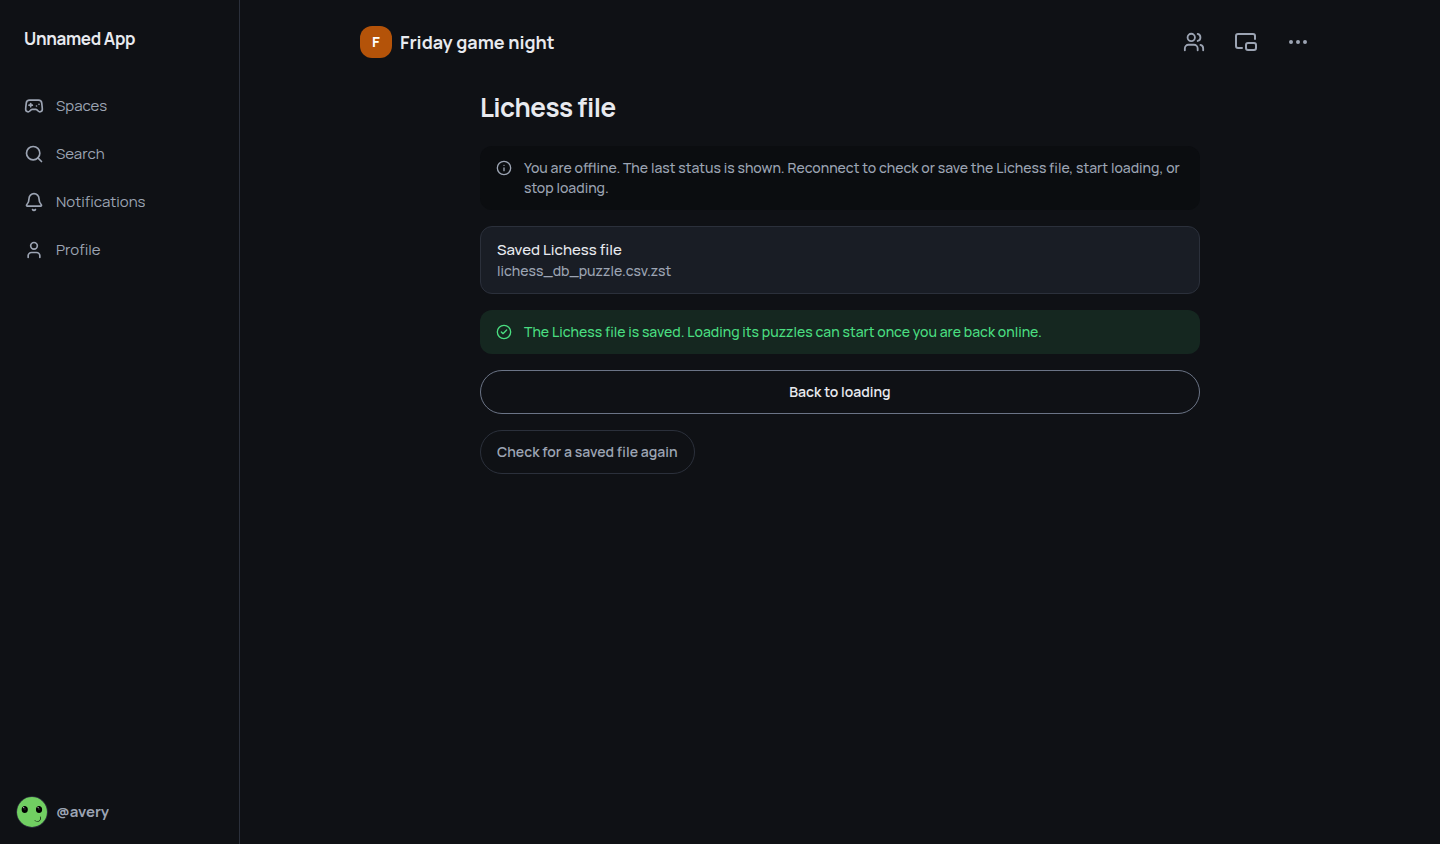 Unnamed App
Spaces
Search
Notifications
Profile
@avery
F
Friday game night
Lichess file
You are offline. The last status is shown. Reconnect to check or save the Lichess file, start loading, or
stop loading.
Saved Lichess file
lichess_db_puzzle.csv.zst
The Lichess file is saved. Loading its puzzles can start once you are back online.
Back to loading
Check for a saved file again